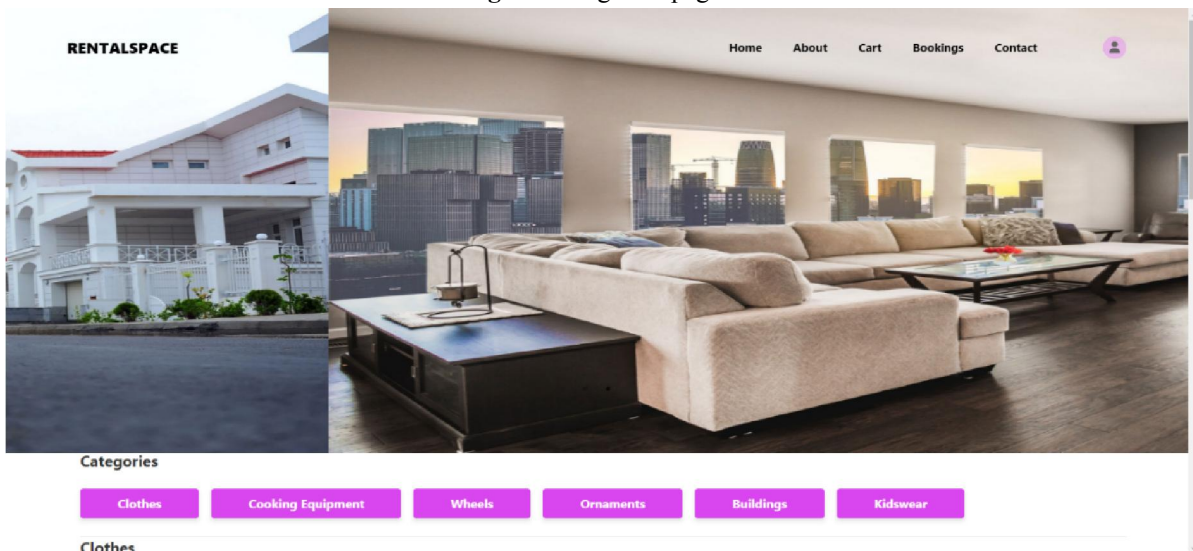 RENTALSPACE Home About Cart Bookings Contact
Categories
Clothes Cooking Equipment Wheels Ornaments Buildings Kidswear
Clothes